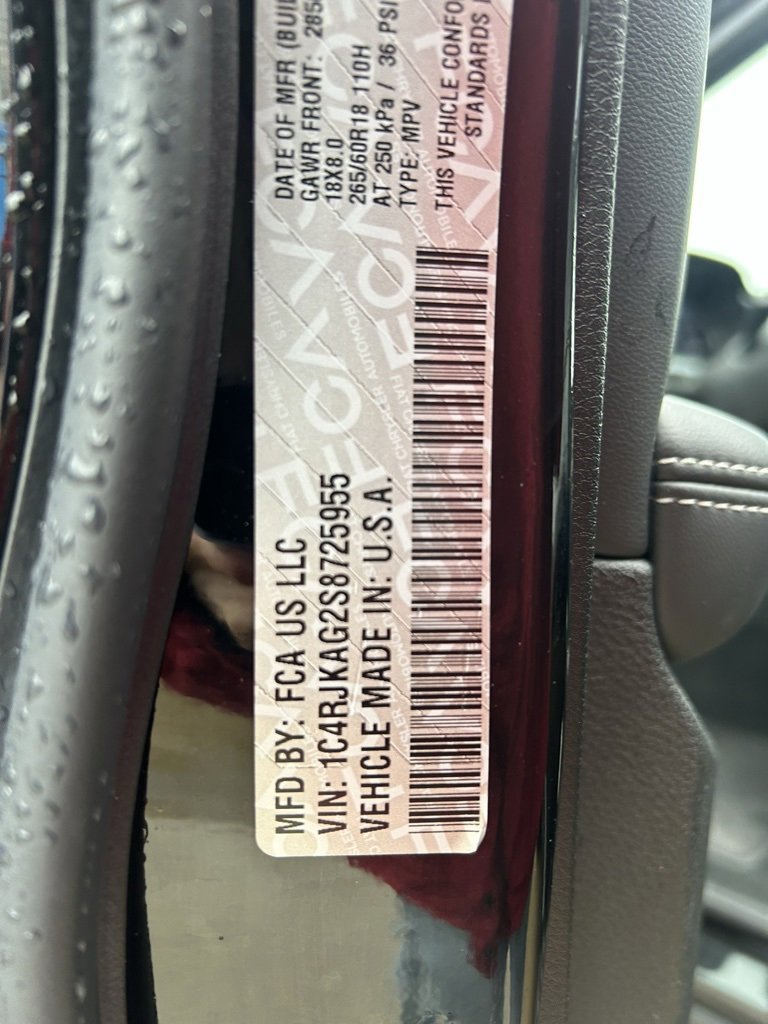 MFD BY: FCA US LLC
VIN: 1C4RJKAG2S8725955
VEHICLE MADE IN: U.S.A.
DATE OF MFR (BUIL
GAWR FRONT: 285
18X8.0
265/60R18 110H
AT 250 kPa / 36 PSI
TYPE: MPV
THIS VEHICLE CONFO
STANDARDS